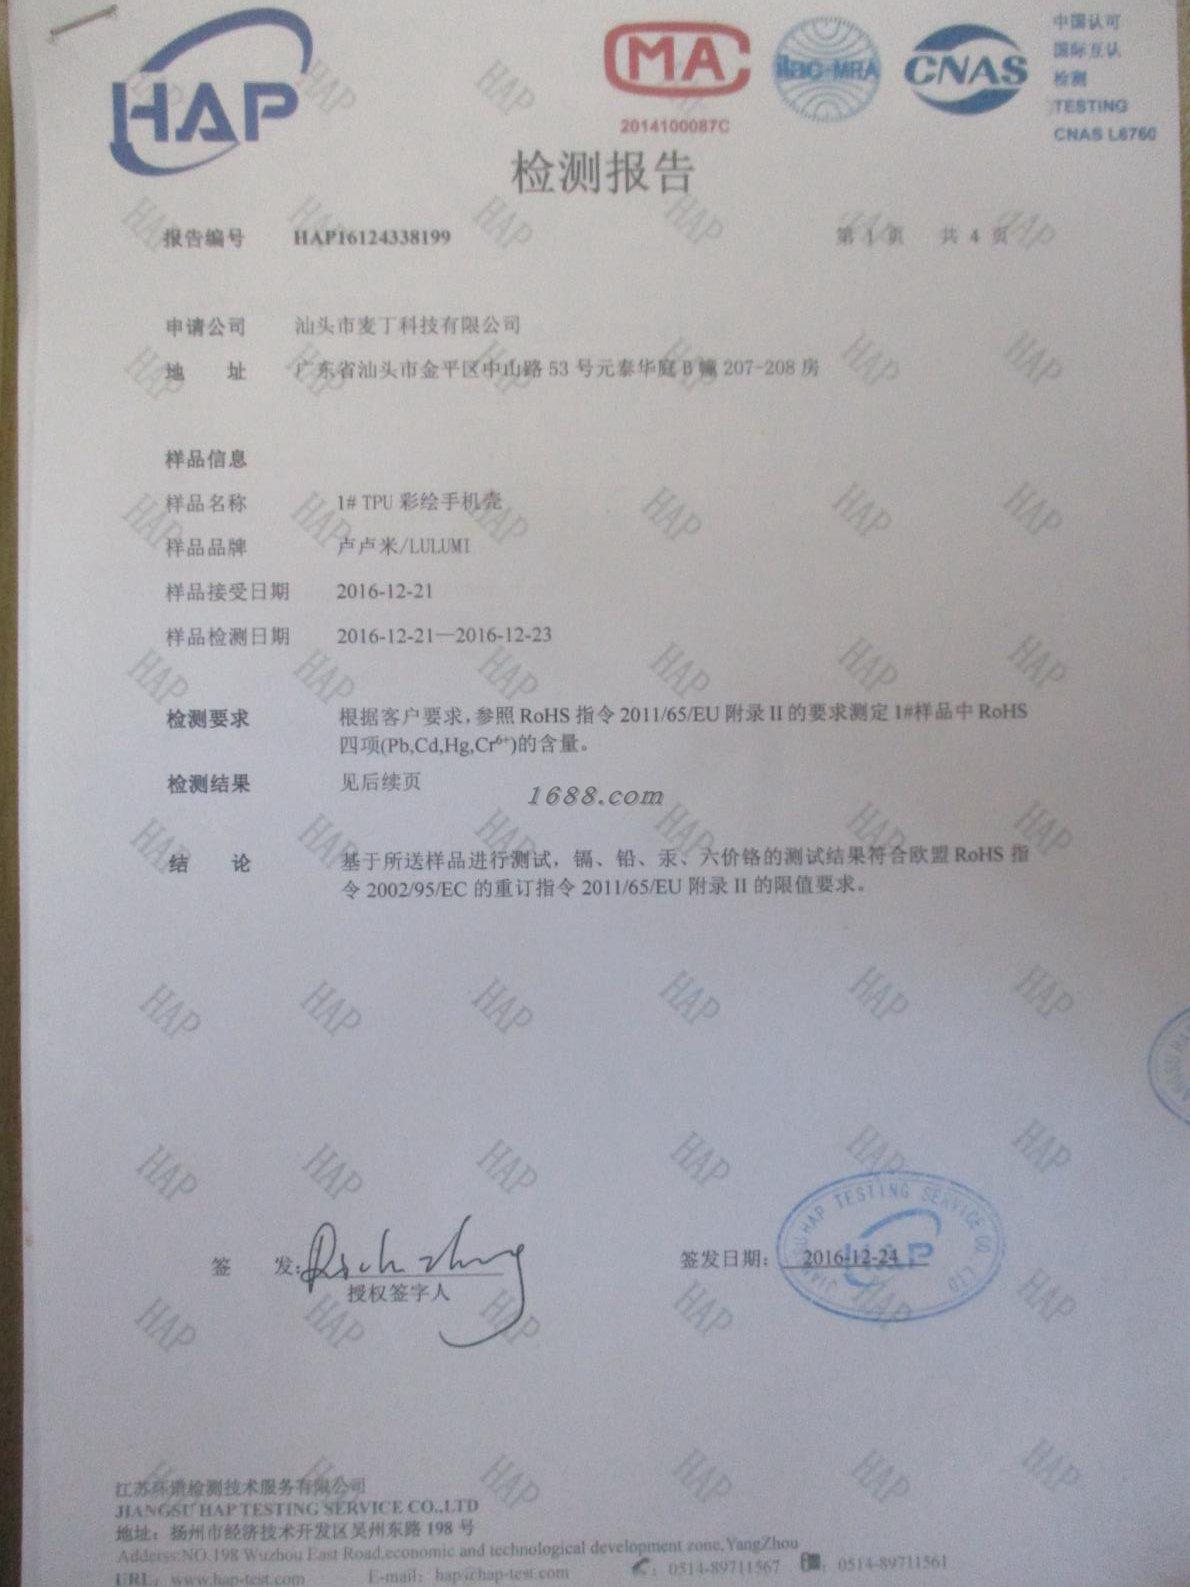 HAP
MA
2014100087C
ilac-MRA
CNAS
中国认可
国际互认
检测
TESTING
CNAS L6760
检测报告
报告编号 HAP16124338199 第 1 页 共 4 页
申请公司 汕头市麦丁科技有限公司
地 址 广东省汕头市金平区中山路 53 号元泰华庭 B 幢 207-208 房
样品信息
样品名称 1# TPU 彩绘手机壳
样品品牌 卢卢米/LULUMI
样品接受日期 2016-12-21
样品检测日期 2016-12-21—2016-12-23
检测要求 根据客户要求,参照 RoHS 指令 2011/65/EU 附录 II 的要求测定 1#样品中 RoHS
四项(Pb,Cd,Hg,Cr⁶⁺)的含量。
检测结果 见后续页
1688.com
结 论 基于所送样品进行测试，镉、铅、汞、六价铬的测试结果符合欧盟 RoHS 指
令 2002/95/EC 的重订指令 2011/65/EU 附录 II 的限值要求。
签 发:
授权签字人
签发日期: 2016-12-24
JIANGSU HAP TESTING SERVICE CO. LTD
HAP
江苏环谱检测技术服务有限公司
JIANGSU HAP TESTING SERVICE CO.,LTD
地址：扬州市经济技术开发区吴州东路 198 号
Adderss:NO.198 Wuzhou East Road,economic and technological development zone,YangZhou
URL：www.hap-test.com E-mail：hap@hap-test.com ：0514-89711567 ：0514-89711561